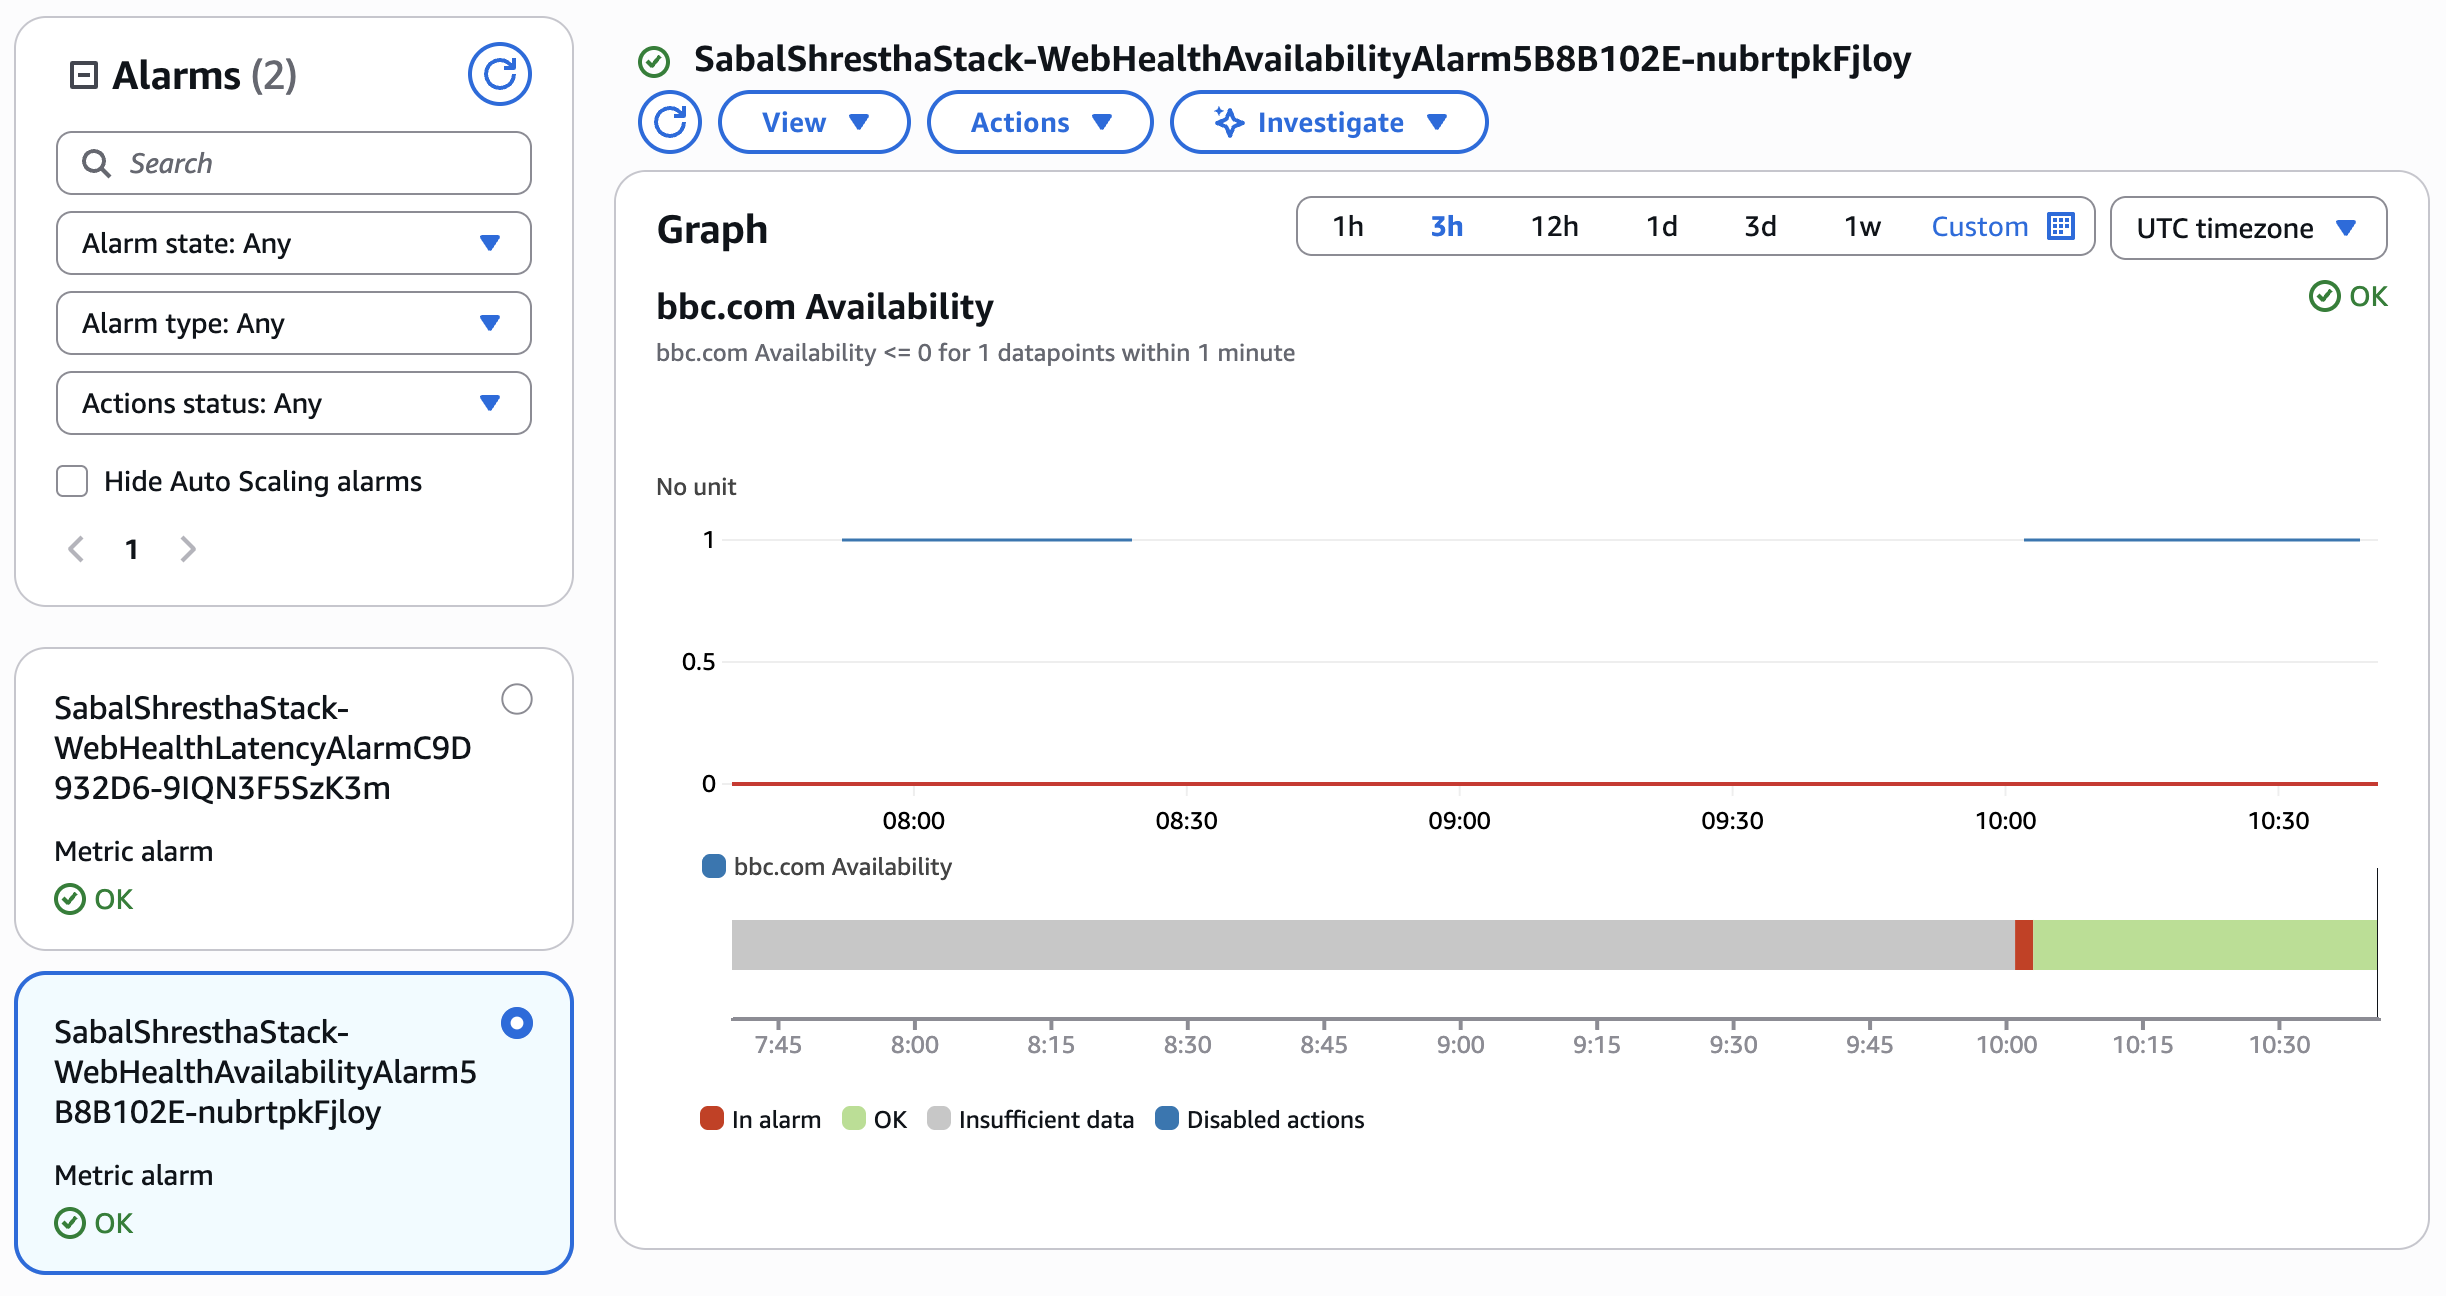 Alarms (2)
Search
Alarm state: Any
Alarm type: Any
Actions status: Any
Hide Auto Scaling alarms
1
SabalShresthaStack-
WebHealthLatencyAlarmC9D
932D6-9IQN3F5SzK3m
Metric alarm
OK
SabalShresthaStack-
WebHealthAvailabilityAlarm5
B8B102E-nubrtpkFjloy
Metric alarm
OK
SabalShresthaStack-WebHealthAvailabilityAlarm5B8B102E-nubrtpkFjloy
View Actions Investigate
Graph 1h 3h 12h 1d 3d 1w Custom UTC timezone
bbc.com Availability OK
bbc.com Availability <= 0 for 1 datapoints within 1 minute
No unit
1
0.5
0
08:00 08:30 09:00 09:30 10:00 10:30
bbc.com Availability
7:45 8:00 8:15 8:30 8:45 9:00 9:15 9:30 9:45 10:00 10:15 10:30
In alarm OK Insufficient data Disabled actions